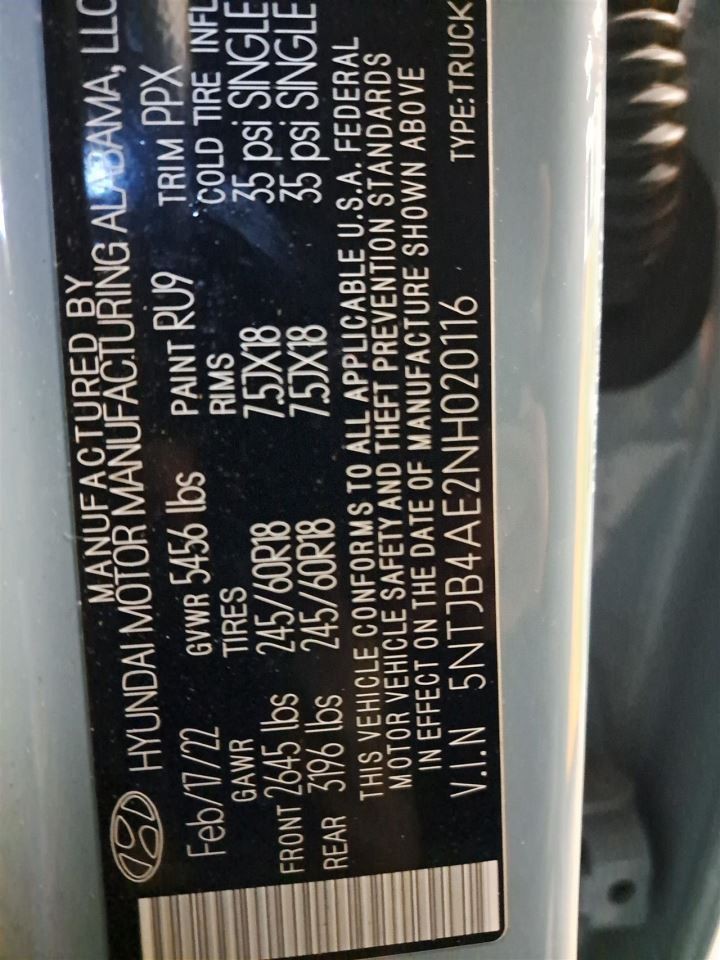 MANUFACTURED BY
HYUNDAI MOTOR MANUFACTURING ALABAMA, LLC
Feb/17/22 GVWR 5456 lbs PAINT RU9 TRIM PPX
GAWR TIRES RIMS COLD TIRE INFL
FRONT 2645 lbs 245/60R18 7.5JX18 35 psi SINGLE
REAR 3196 lbs 245/60R18 7.5JX18 35 psi SINGLE
THIS VEHICLE CONFORMS TO ALL APPLICABLE U.S.A. FEDERAL
MOTOR VEHICLE SAFETY AND THEFT PREVENTION STANDARDS
IN EFFECT ON THE DATE OF MANUFACTURE SHOWN ABOVE
V.I.N 5NTJB4AE2NH020116 TYPE:TRUCK